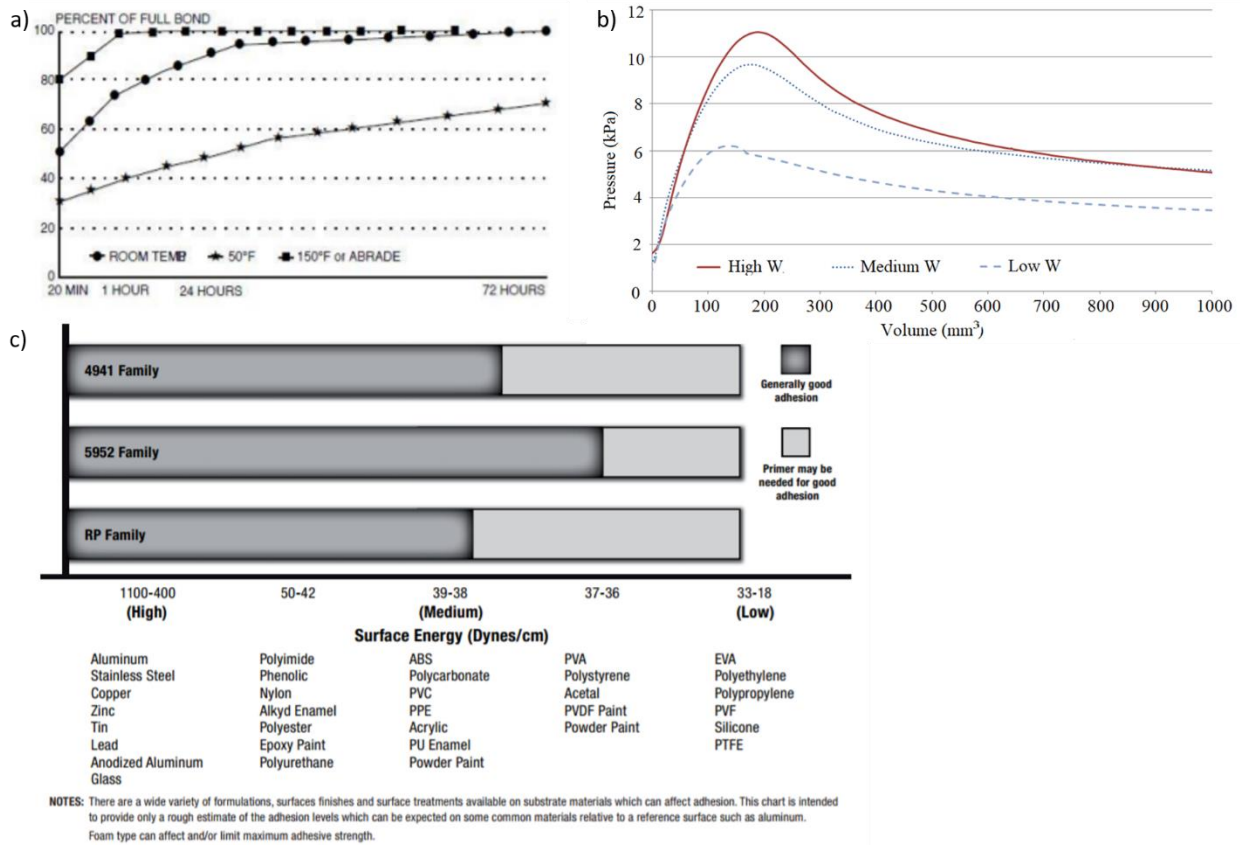 a)
PERCENT OF FULL BOND
100
80
60
40
20
0
ROOM TEMP
50°F
150°F or ABRADE
20 MIN
1 HOUR
24 HOURS
72 HOURS
b)
Pressure (kPa)
12
10
8
6
4
2
0
High W
Medium W
Low W
0 100 200 300 400 500 600 700 800 900 1000
Volume (mm³)
c)
4941 Family
5952 Family
RP Family
Generally good
adhesion
Primer may be
needed for good
adhesion
1100-400
(High)
50-42
39-38
(Medium)
37-36
33-18
(Low)
Surface Energy (Dynes/cm)
Aluminum
Stainless Steel
Copper
Zinc
Tin
Lead
Anodized Aluminum
Glass
Polyimide
Phenolic
Nylon
Alkyd Enamel
Polyester
Epoxy Paint
Polyurethane
ABS
Polycarbonate
PVC
PPE
Acrylic
PU Enamel
Powder Paint
PVA
Polystyrene
Acetal
PVDF Paint
Powder Paint
EVA
Polyethylene
Polypropylene
PVF
Silicone
PTFE
NOTES: There are a wide variety of formulations, surfaces finishes and surface treatments available on substrate materials which can affect adhesion. This chart is intended
to provide only a rough estimate of the adhesion levels which can be expected on some common materials relative to a reference surface such as aluminum.
Foam type can affect and/or limit maximum adhesive strength.